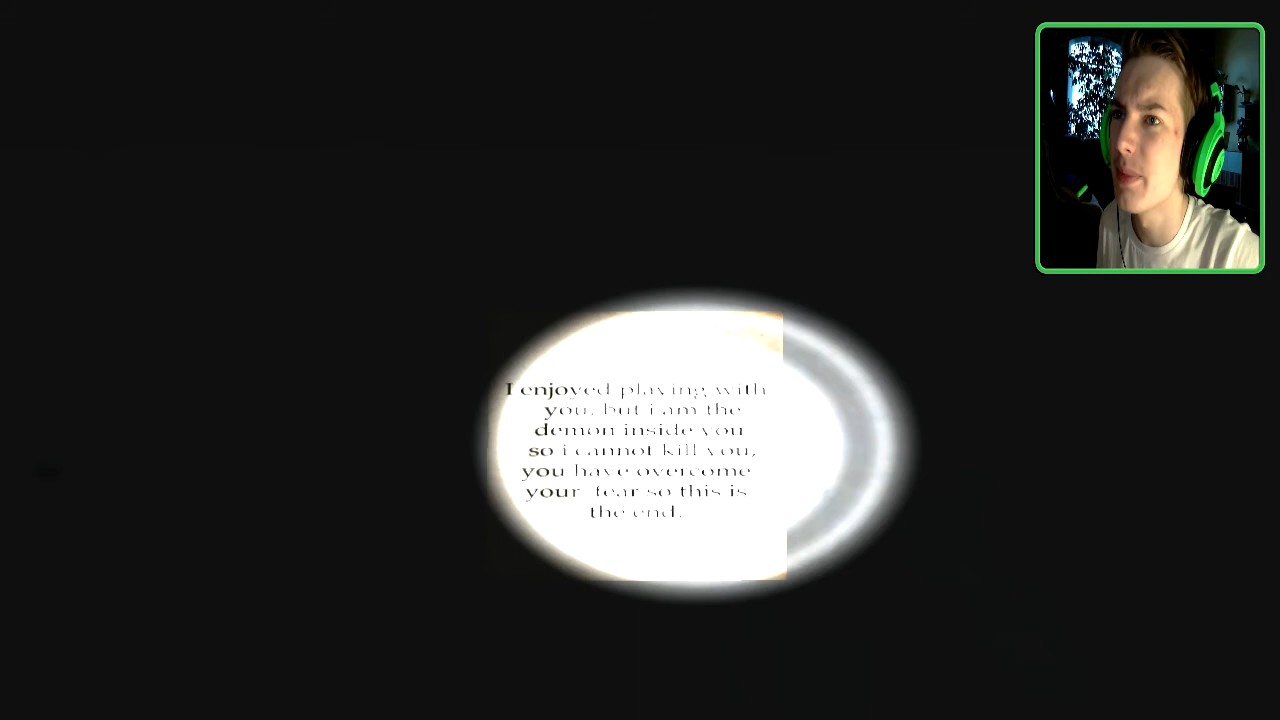 I enjoyed playing with
you, but i am the
demon inside you
so i cannot kill you,
you have overcome
your fear so this is
the end.